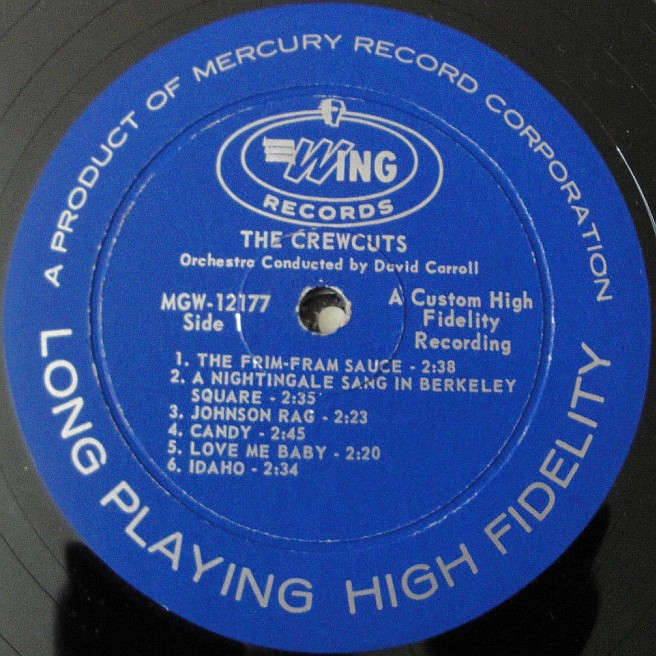 A PRODUCT OF MERCURY RECORD CORPORATION
WING
RECORDS
THE CREWCUTS
Orchestra Conducted by David Carroll
MGW-12177
Side 1
A Custom High
Fidelity
Recording
1. THE FRIM-FRAM SAUCE - 2:38
2. A NIGHTINGALE SANG IN BERKELEY
SQUARE - 2:35
3. JOHNSON RAG - 2:23
4. CANDY - 2:45
5. LOVE ME BABY - 2:20
6. IDAHO - 2:34
LONG PLAYING HIGH FIDELITY